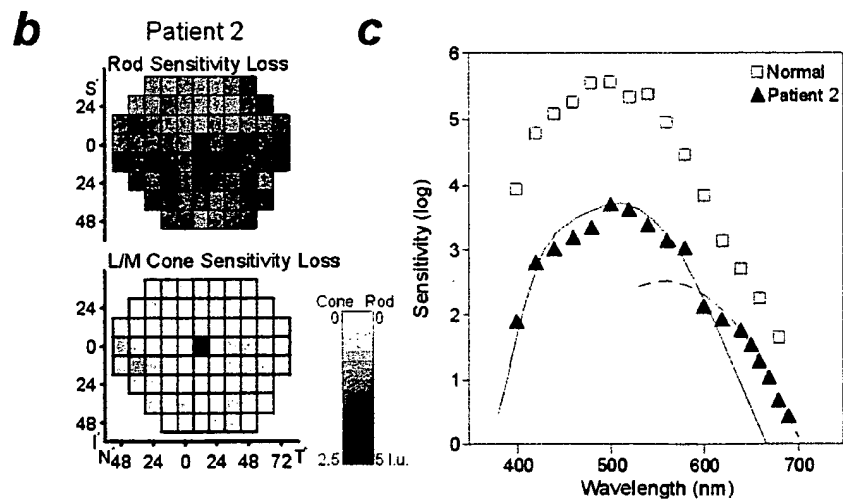 b
Patient 2
Rod Sensitivity Loss
S'
24
0
24
48
L/M Cone Sensitivity Loss
24
0
24
48
I'
N' 48 24 0 24 48 72 T'
Cone Rod
0 0
2.5 5 l.u.
c
6
5
4
3
2
1
0
Sensitivity (log)
Normal
Patient 2
400 500 600 700
Wavelength (nm)